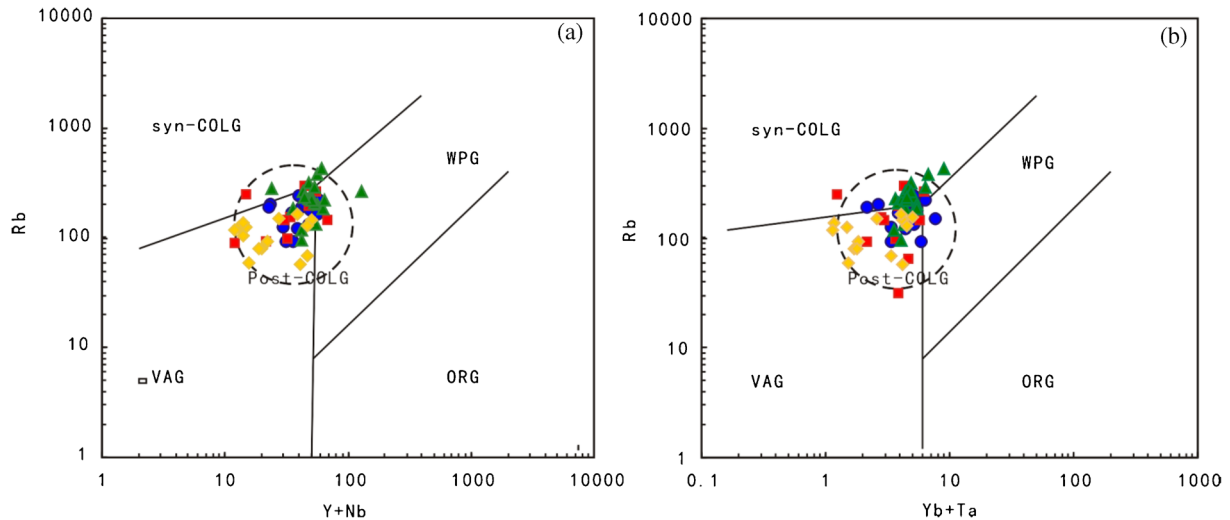 10000
(a)
syn-COLG
1000
WPG
Rb
100
Post-COLG
10
VAG
ORG
1
1
10
100
1000
10000
Y+Nb
10000
(b)
syn-COLG
1000
WPG
Rb
100
Post-COLG
10
VAG
ORG
1
0.1
1
10
100
1000
Yb+Ta